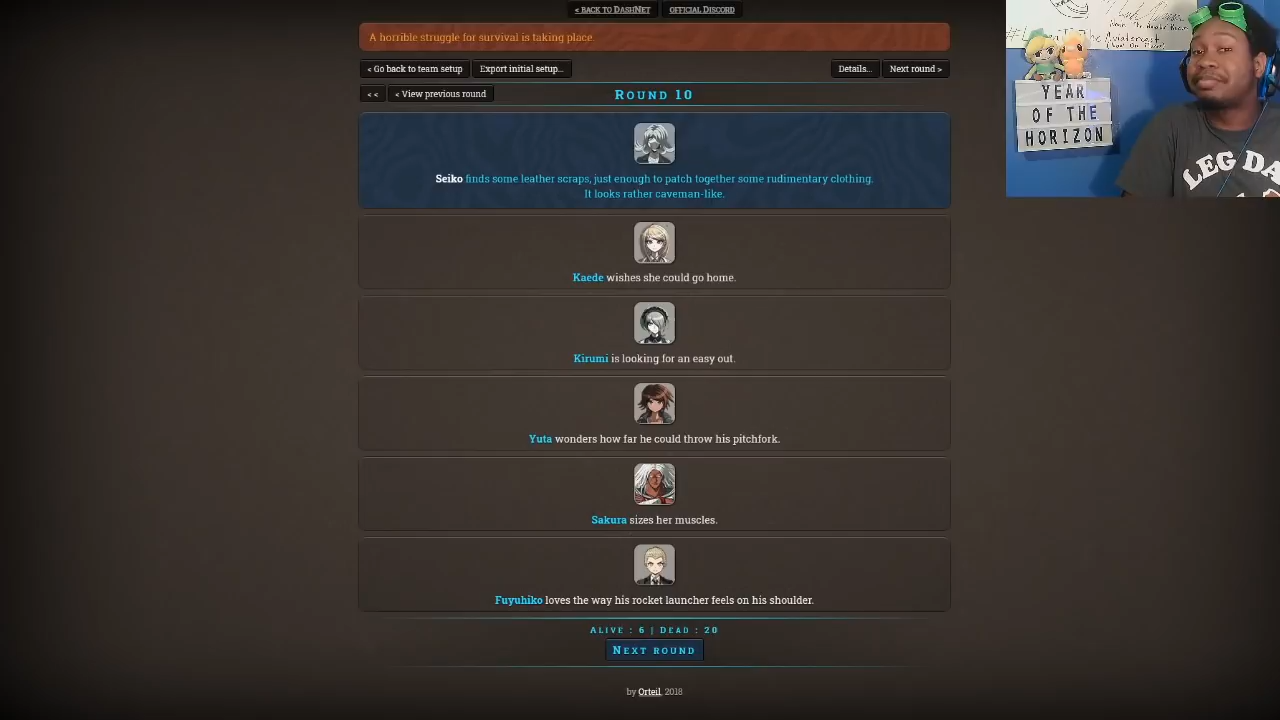 < BACK TO DASHNET
OFFICIAL DISCORD
A horrible struggle for survival is taking place.
< Go back to team setup
Export initial setup...
Details...
Next round >
< <
< View previous round
ROUND 10
Seiko finds some leather scraps, just enough to patch together some rudimentary clothing.
It looks rather caveman-like.
Kaede wishes she could go home.
Kirumi is looking for an easy out.
Yuta wonders how far he could throw his pitchfork.
Sakura sizes her muscles.
Fuyuhiko loves the way his rocket launcher feels on his shoulder.
ALIVE : 6 | DEAD : 20
NEXT ROUND
by Orteil, 2018
YEAR
OF THE
HORIZON
LEG DA